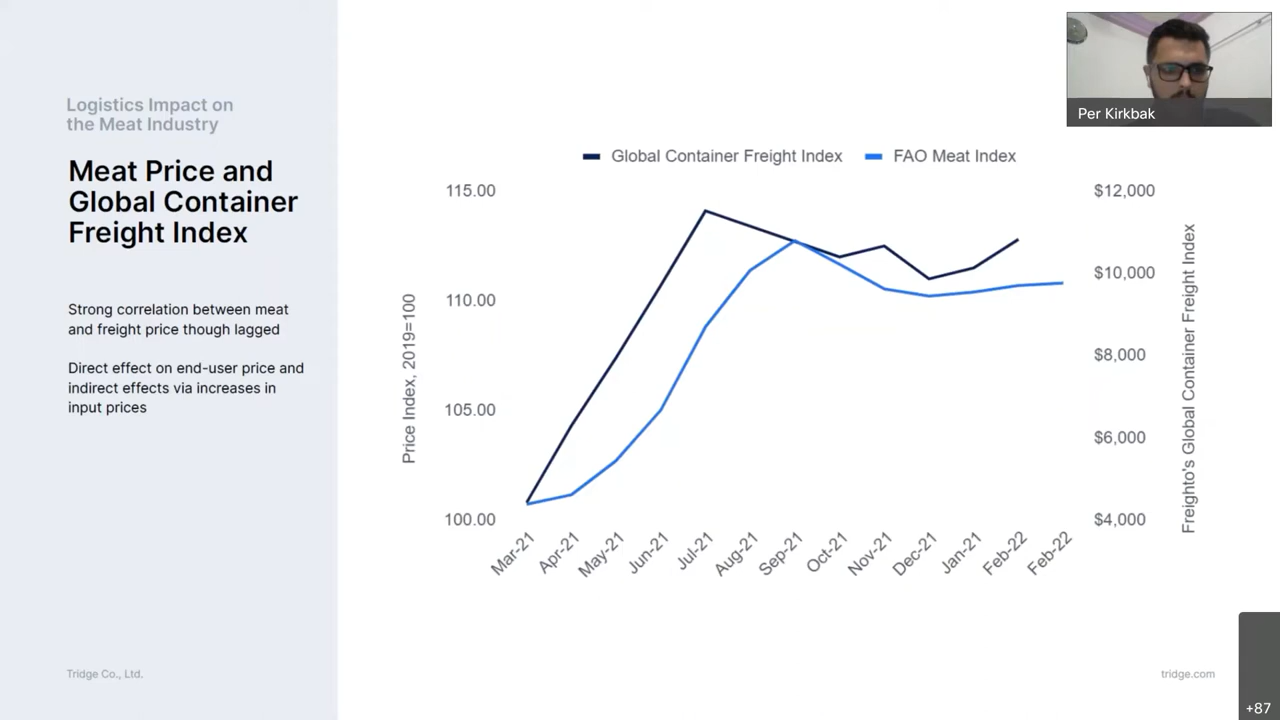 Logistics Impact on
the Meat Industry
Meat Price and
Global Container
Freight Index
Strong correlation between meat
and freight price though lagged
Direct effect on end-user price and
indirect effects via increases in
input prices
Tridge Co., Ltd.
Per Kirkbak
Global Container Freight Index
FAO Meat Index
115.00
110.00
105.00
100.00
Price Index, 2019=100
$12,000
$10,000
$8,000
$6,000
$4,000
Freighto's Global Container Freight Index
Mar-21
Apr-21
May-21
Jun-21
Jul-21
Aug-21
Sep-21
Oct-21
Nov-21
Dec-21
Jan-21
Feb-22
Feb-22
tridge.com
+87